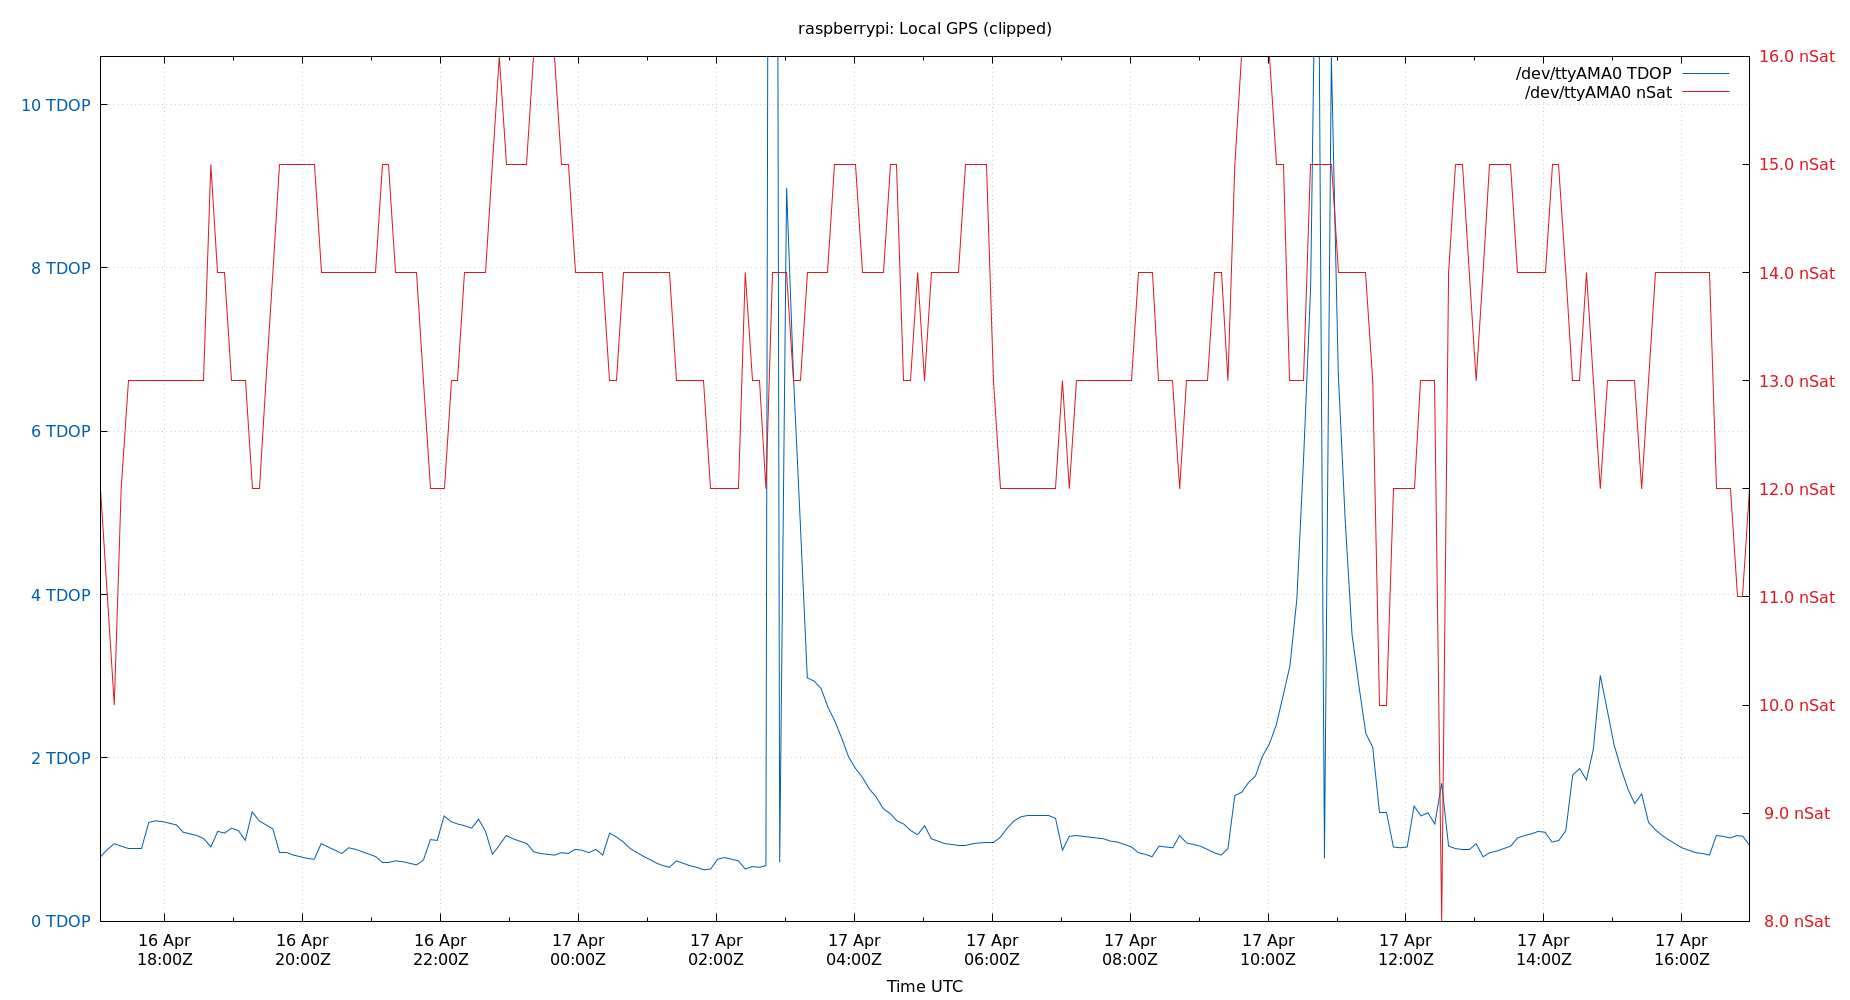 raspberrypi: Local GPS (clipped)
/dev/ttyAMA0 TDOP
/dev/ttyAMA0 nSat
10 TDOP
8 TDOP
6 TDOP
4 TDOP
2 TDOP
0 TDOP
16.0 nSat
15.0 nSat
14.0 nSat
13.0 nSat
12.0 nSat
11.0 nSat
10.0 nSat
9.0 nSat
8.0 nSat
16 Apr 16 Apr 16 Apr 17 Apr 17 Apr 17 Apr 17 Apr 17 Apr 17 Apr 17 Apr 17 Apr 17 Apr
18:00Z 20:00Z 22:00Z 00:00Z 02:00Z 04:00Z 06:00Z 08:00Z 10:00Z 12:00Z 14:00Z 16:00Z
Time UTC